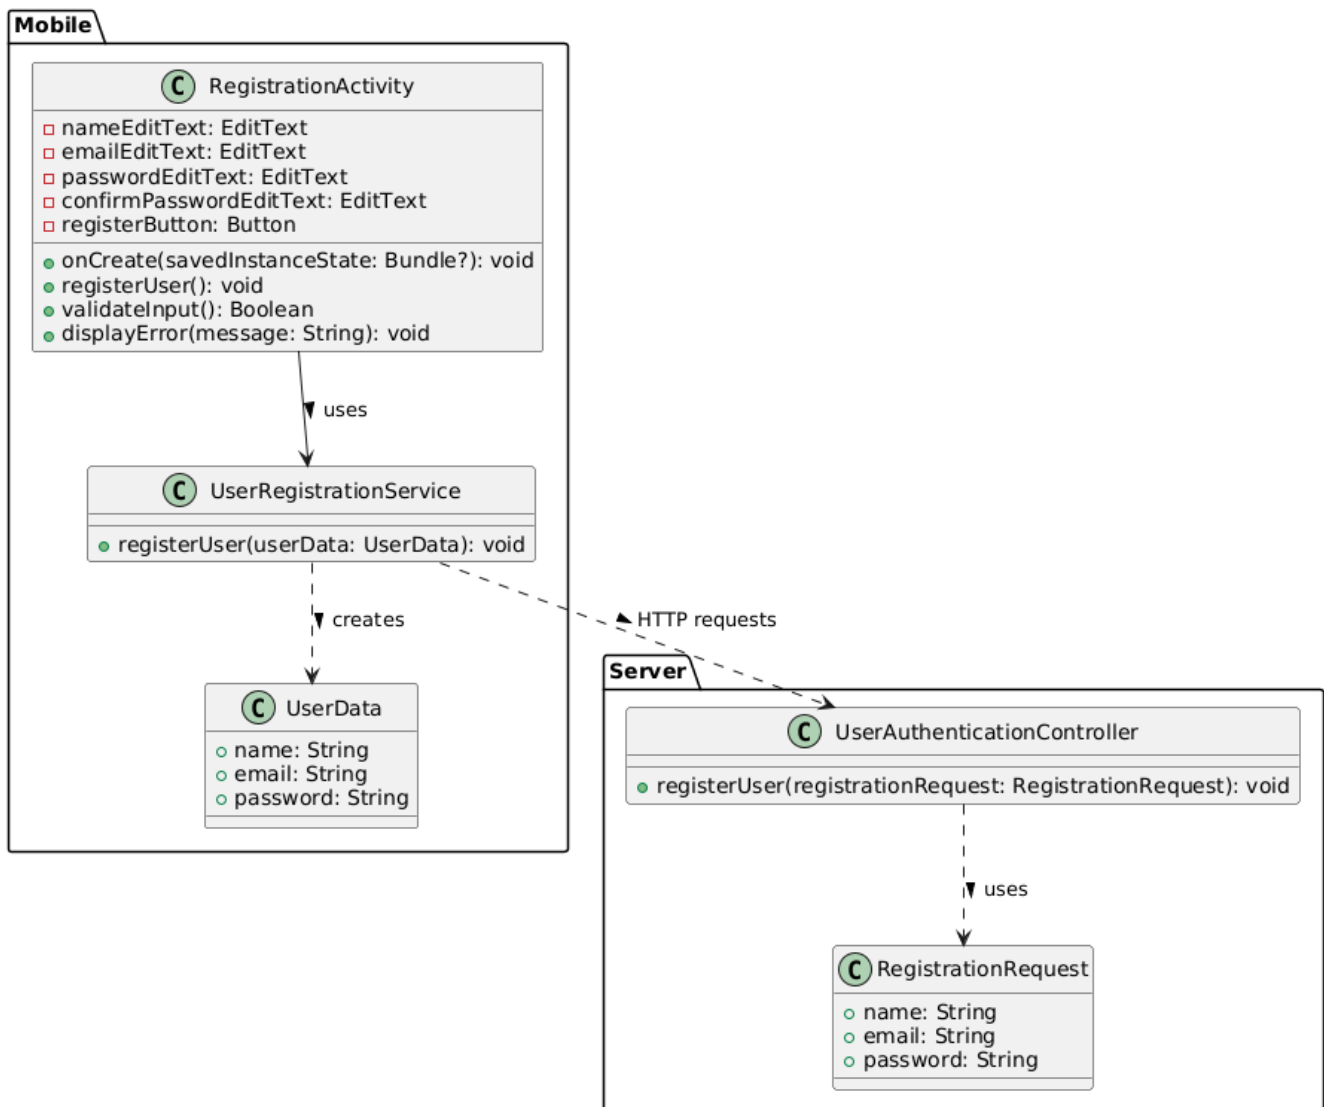 Mobile
C RegistrationActivity
nameEditText: EditText
emailEditText: EditText
passwordEditText: EditText
confirmPasswordEditText: EditText
registerButton: Button
onCreate(savedInstanceState: Bundle?): void
registerUser(): void
validateInput(): Boolean
displayError(message: String): void
uses
C UserRegistrationService
registerUser(userData: UserData): void
creates
HTTP requests
C UserData
name: String
email: String
password: String
Server
C UserAuthenticationController
registerUser(registrationRequest: RegistrationRequest): void
uses
C RegistrationRequest
name: String
email: String
password: String